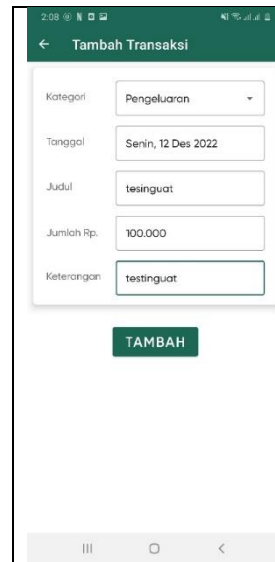 2:08
Tambah Transaksi
Kategori Pengeluaran
Tanggal Senin, 12 Des 2022
Judul tesinguat
Jumlah Rp. 100.000
Keterangan testinguat
TAMBAH